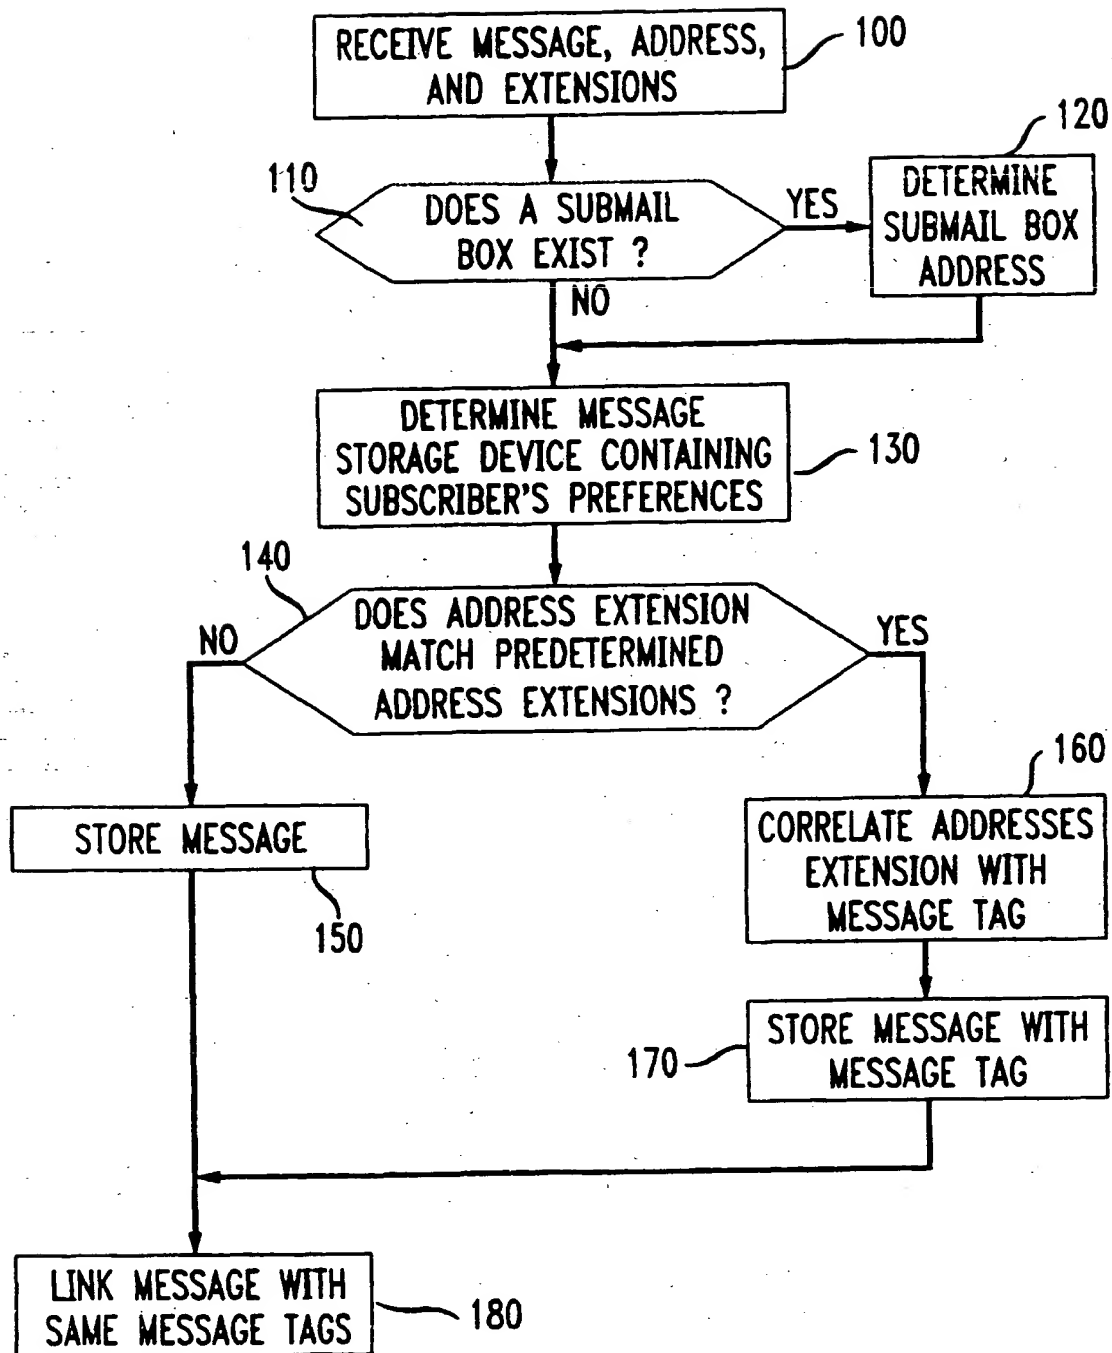 RECEIVE MESSAGE, ADDRESS,
AND EXTENSIONS
100
110
DOES A SUBMAIL
BOX EXIST ?
YES
120
DETERMINE
SUBMAIL BOX
ADDRESS
NO
DETERMINE MESSAGE
STORAGE DEVICE CONTAINING
SUBSCRIBER'S PREFERENCES
130
140
DOES ADDRESS EXTENSION
MATCH PREDETERMINED
ADDRESS EXTENSIONS ?
NO
YES
STORE MESSAGE
150
160
CORRELATE ADDRESSES
EXTENSION WITH
MESSAGE TAG
170
STORE MESSAGE WITH
MESSAGE TAG
LINK MESSAGE WITH
SAME MESSAGE TAGS
180